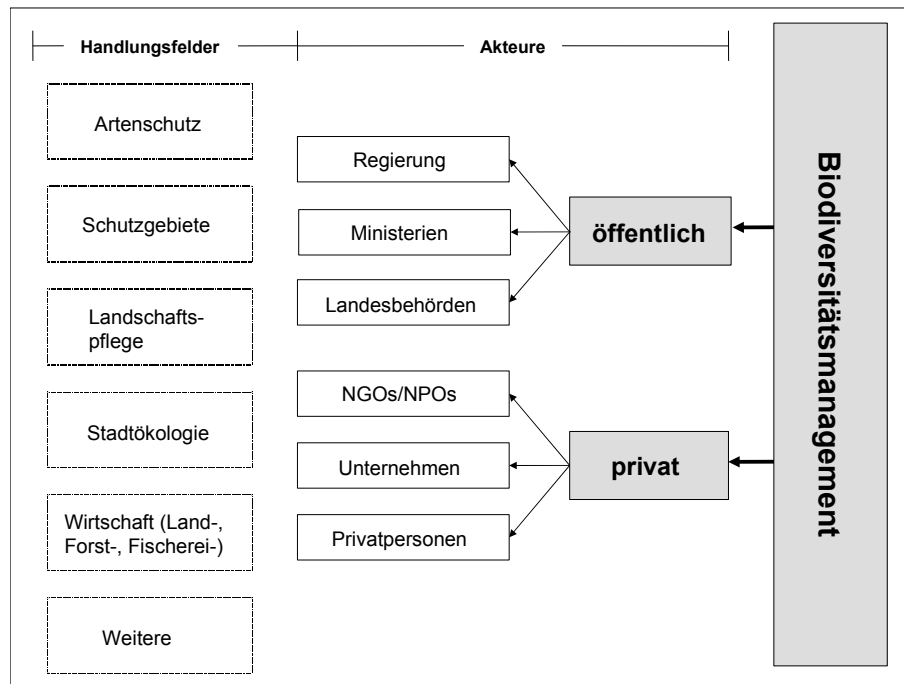 Handlungsfelder
Akteure
Artenschutz
Schutzgebiete
Landschafts-
pflege
Stadtökologie
Wirtschaft (Land-,
Forst-, Fischerei-)
Weitere
Regierung
Ministerien
Landesbehörden
NGOs/NPOs
Unternehmen
Privatpersonen
öffentlich
privat
Biodiversitätsmanagement